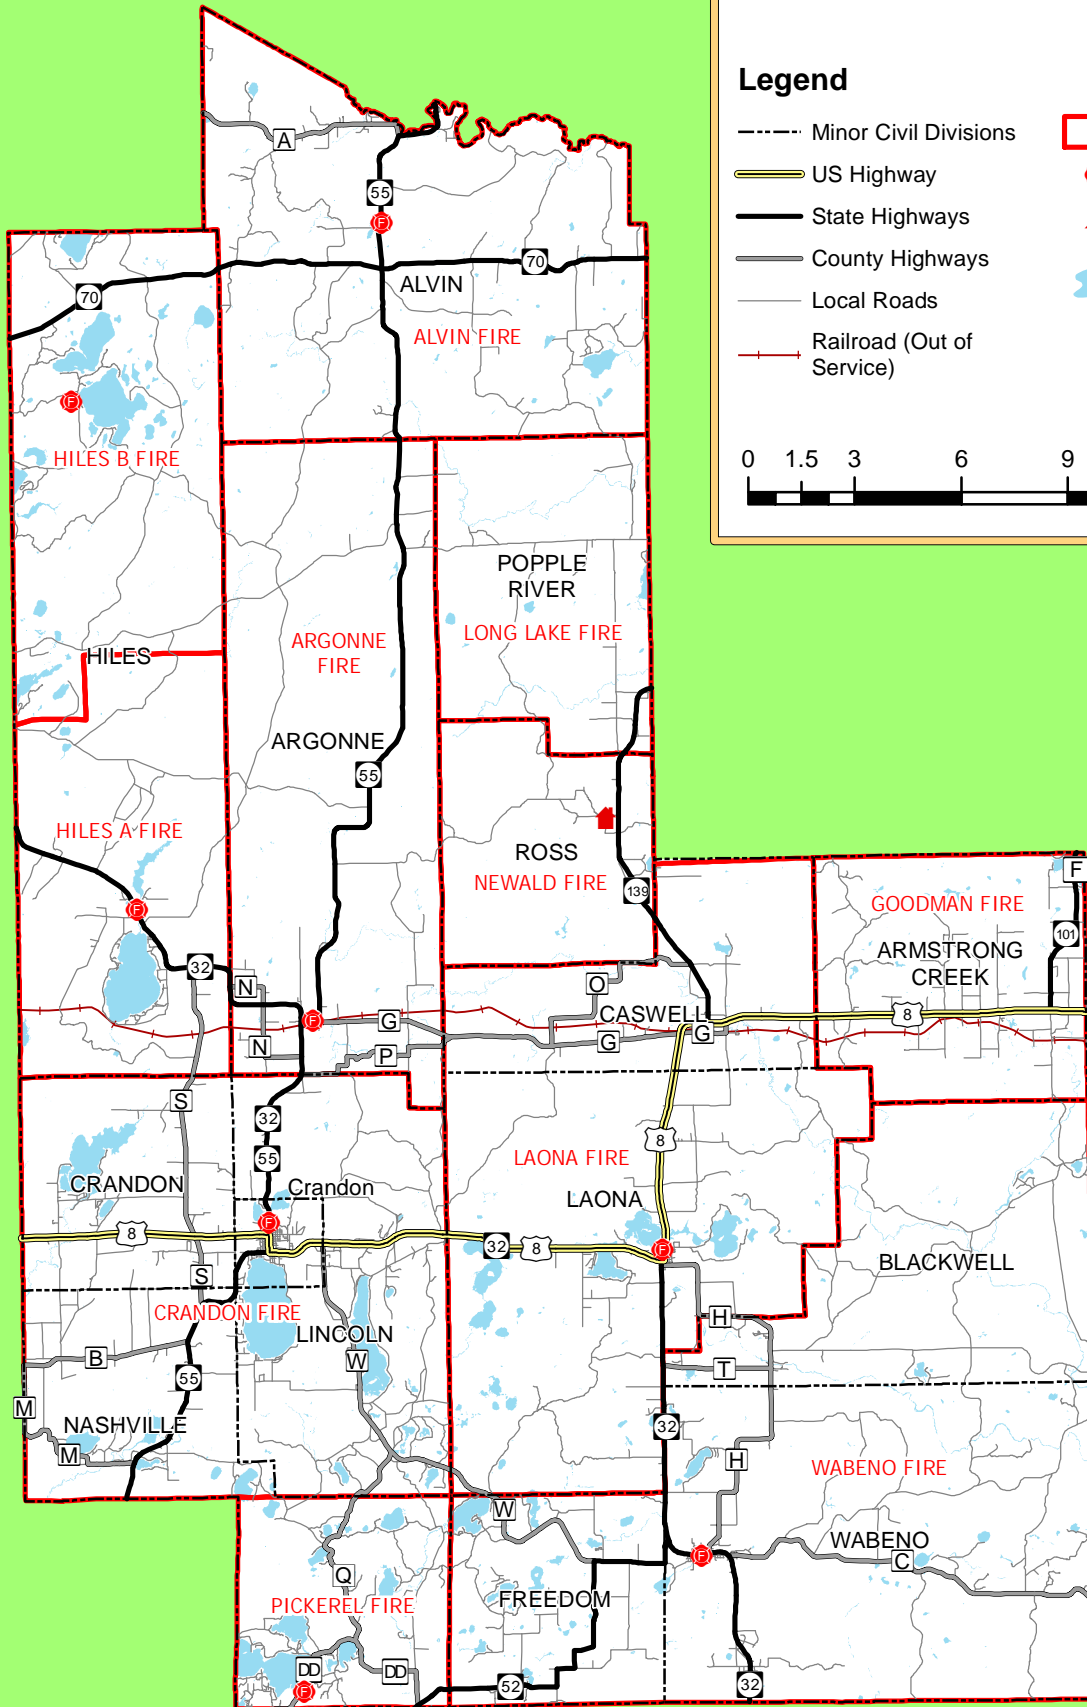 Legend
Minor Civil Divisions
US Highway
State Highways
County Highways
Local Roads
Railroad (Out of
Service)
0 1.5 3 6 9
A
55
F
70
ALVIN
70
ALVIN FIRE
F
HILES B FIRE
POPPLE
RIVER
LONG LAKE FIRE
ARGONNE
FIRE
HILES
ARGONNE
55
HILES A FIRE
ROSS
NEWALD FIRE
139
F
GOODMAN FIRE
F
101
ARMSTRONG
CREEK
32
N
O
CASWELL
8
F
G
G
G
N
P
S
32
8
55
LAONA FIRE
CRANDON
Crandon
LAONA
F
8
32
8
F
S
BLACKWELL
CRANDON FIRE
H
LINCOLN
B
W
T
55
M
NASHVILLE
32
M
H
WABENO FIRE
W
WABENO
F
C
Q
FREEDOM
PICKEREL FIRE
DD
DD
F
52
32